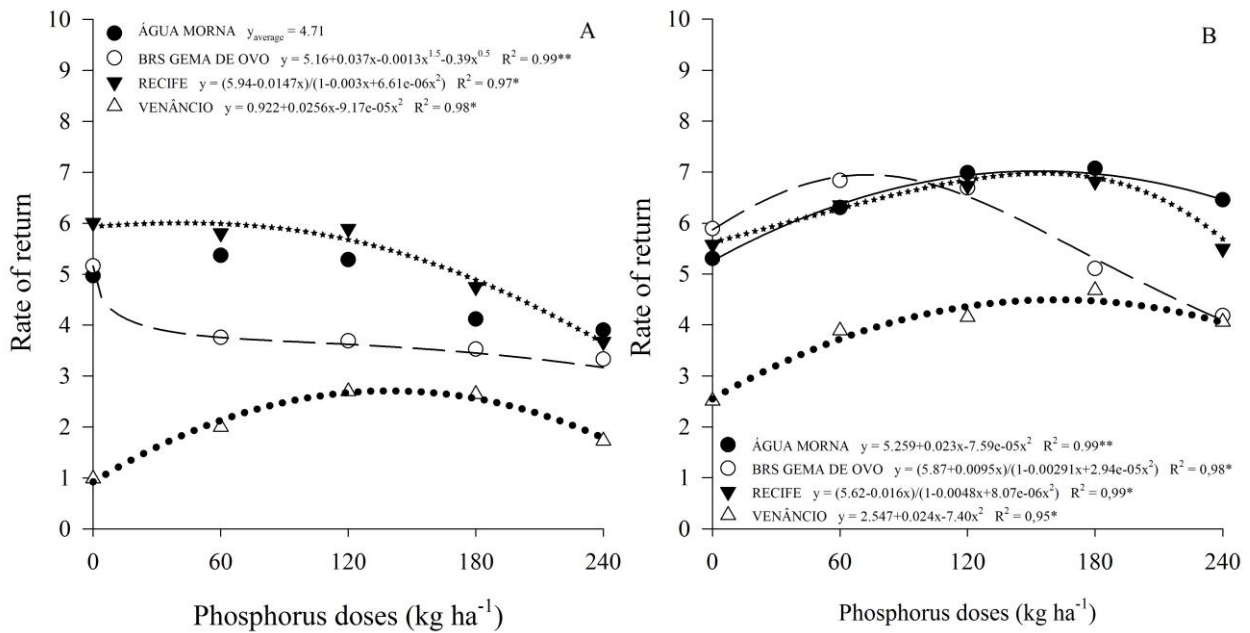 A
ÁGUA MORNA y_average = 4.71
BRS GEMA DE OVO y = 5.16+0.037x-0.0013x^1.5-0.39x^0.5 R² = 0.99**
RECIFE y = (5.94-0.0147x)/(1-0.003x+6.61e-06x²) R² = 0.97*
VENÂNCIO y = 0.922+0.0256x-9.17e-05x² R² = 0.98*
10
9
8
7
6
5
4
3
2
1
0
Rate of return
0 60 120 180 240
Phosphorus doses (kg ha⁻¹)
B
10
9
8
7
6
5
4
3
2
1
0
Rate of return
ÁGUA MORNA y = 5.259+0.023x-7.59e-05x² R² = 0.99**
BRS GEMA DE OVO y = (5.87+0.0095x)/(1-0.00291x+2.94e-05x²) R² = 0,98*
RECIFE y = (5.62-0.016x)/(1-0.0048x+8.07e-06x²) R² = 0,99*
VENÂNCIO y = 2.547+0.024x-7.40x² R² = 0,95*
0 60 120 180 240
Phosphorus doses (kg ha⁻¹)